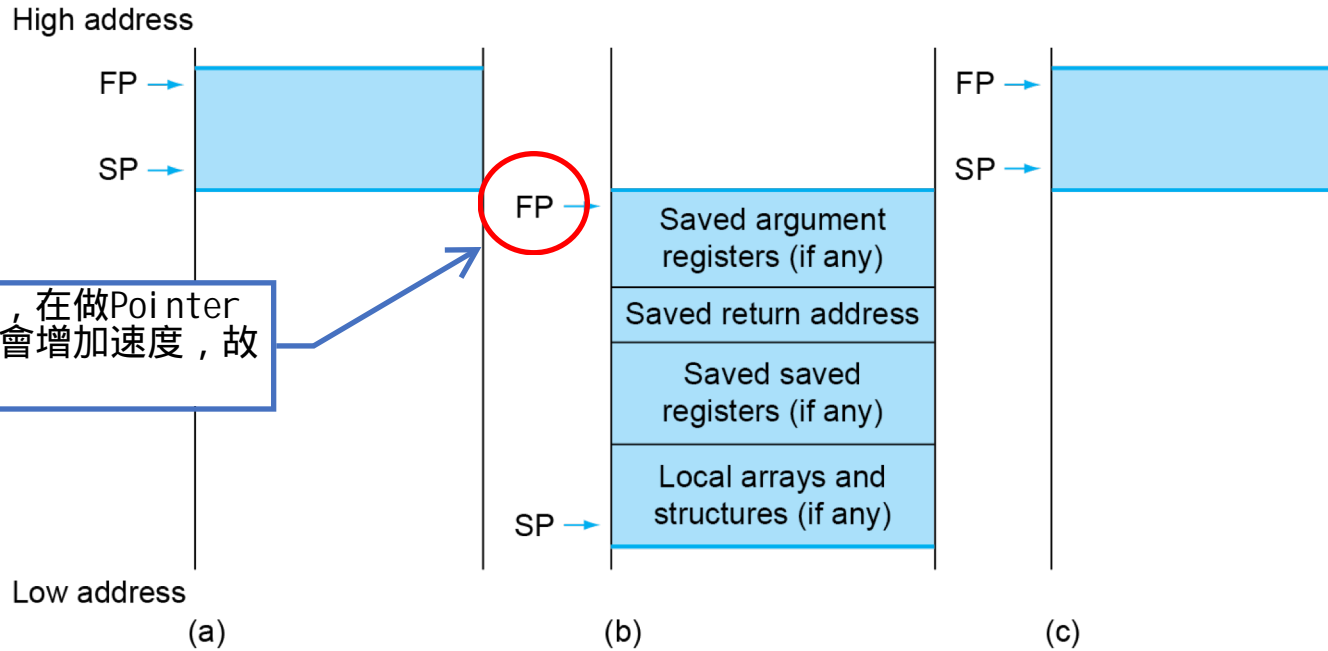 High address
FP
SP
FP
SP
FP
SP
Saved argument
registers (if any)
Saved return address
Saved saved
registers (if any)
Local arrays and
structures (if any)
，在做Pointer
會增加速度，故
Low address
(a)
(b)
(c)